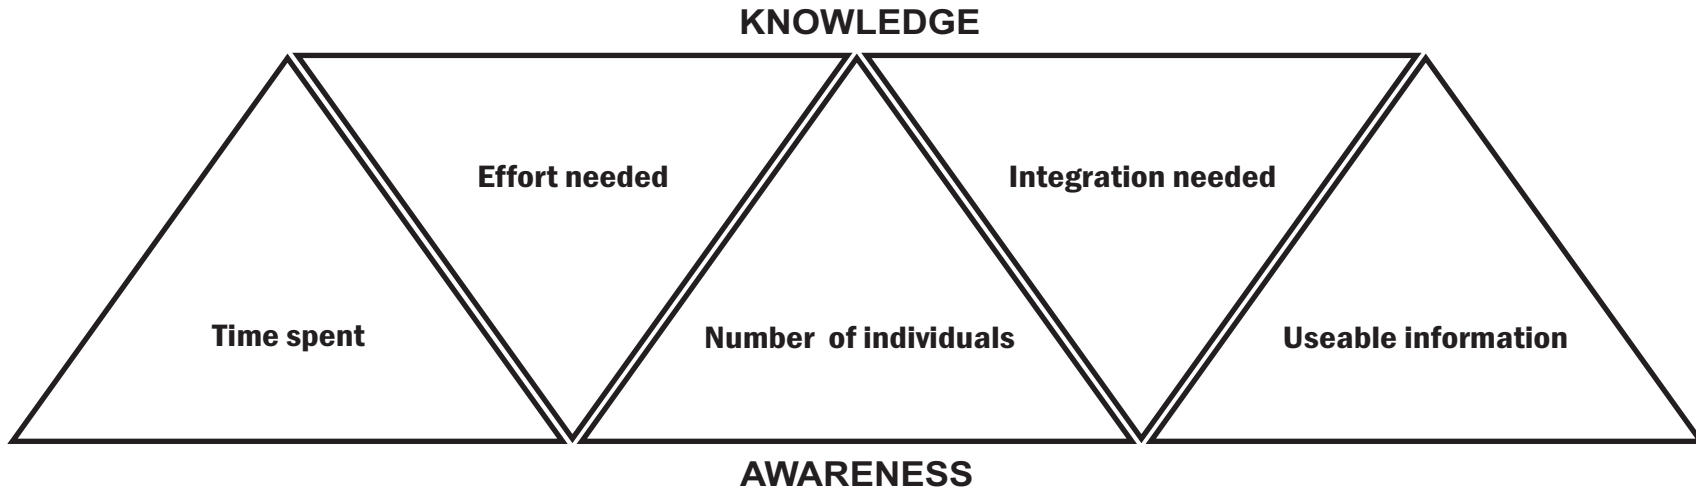 KNOWLEDGE
Effort needed
Integration needed
Time spent
Number of individuals
Useable information
AWARENESS